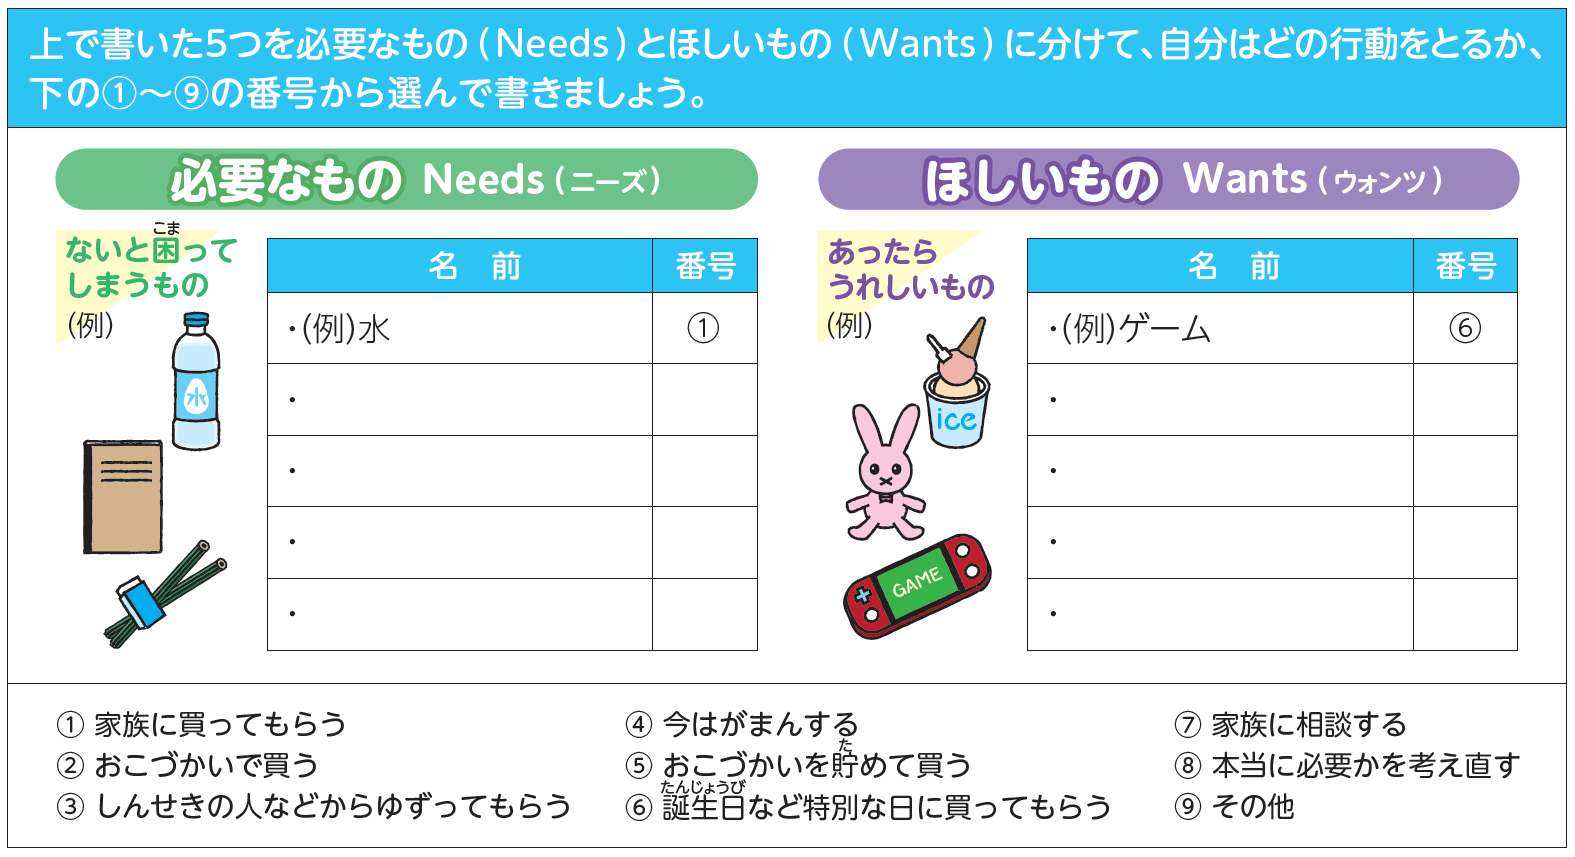 上で書いた5つを必要なもの(Needs)とほしいもの(Wants)に分けて、自分はどの行動をとるか、
下の①～⑨の番号から選んで書きましょう。
必要なもの Needs(ニーズ)
こま
ないと困って
しまうもの
(例)
水
名 前 番号
・(例)水 ①
・
・
・
・
ほしいもの Wants(ウォンツ)
あったら
うれしいもの
(例)
ice
GAME
名 前 番号
・(例)ゲーム ⑥
・
・
・
・
① 家族に買ってもらう
② おこづかいで買う
③ しんせきの人などからゆずってもらう
④ 今はがまんする
た
⑤ おこづかいを貯めて買う
たんじょうび
⑥ 誕生日など特別な日に買ってもらう
⑦ 家族に相談する
⑧ 本当に必要かを考え直す
⑨ その他